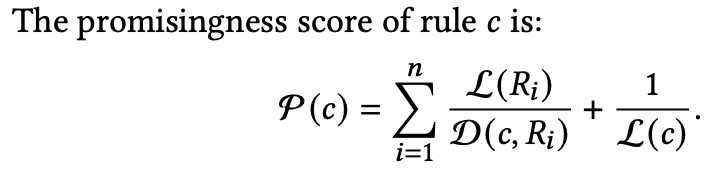 The promisingness score of rule c is:
𝒫(c) = ∑_{i=1}^{n} ℒ(R_i)/𝒟(c, R_i) + 1/ℒ(c).